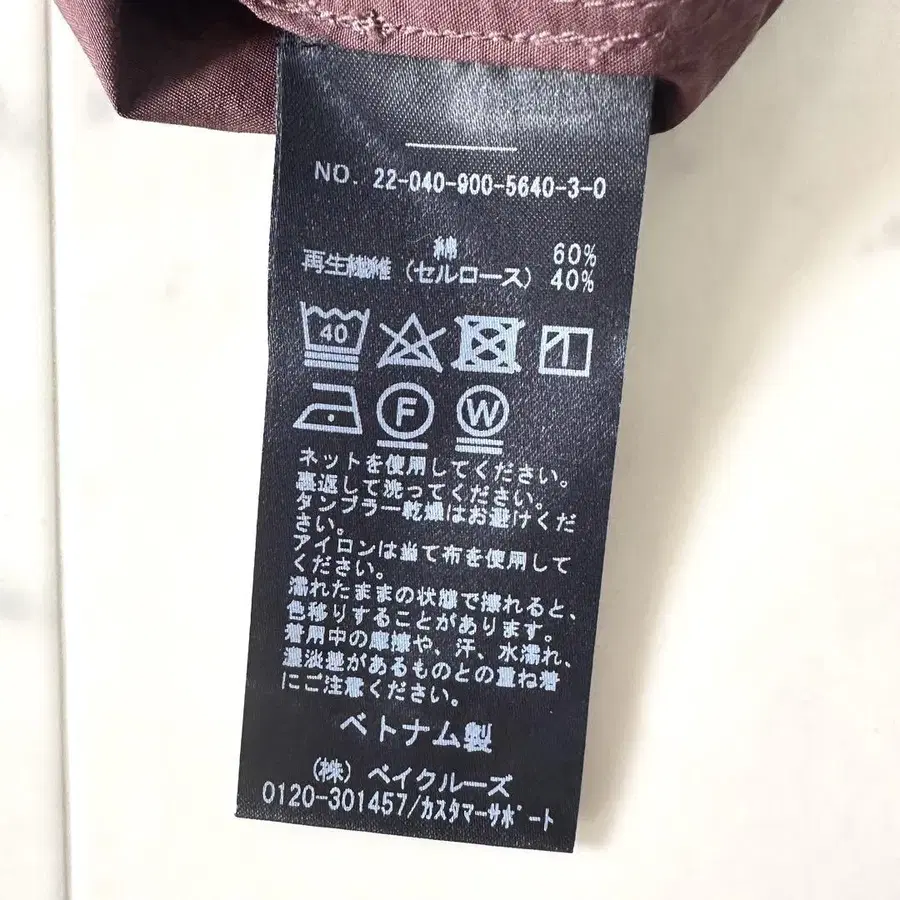 NO. 22-040-900-5640-3-0
綿 60%
再生繊維 (セルロース) 40%
40
F W
ネットを使用してください。
裏返して洗ってください。
タンブラー乾燥はお避けくだ
さい。
アイロンは当て布を使用して
ください。
濡れたままの状態で擦れると、
色移りすることがあります。
着用中の摩擦や、汗、水濡れ、
濃淡差があるものとの重ね着
にご注意ください。
ベトナム製
(株) ベイクルーズ
0120-301457/カスタマーサポート